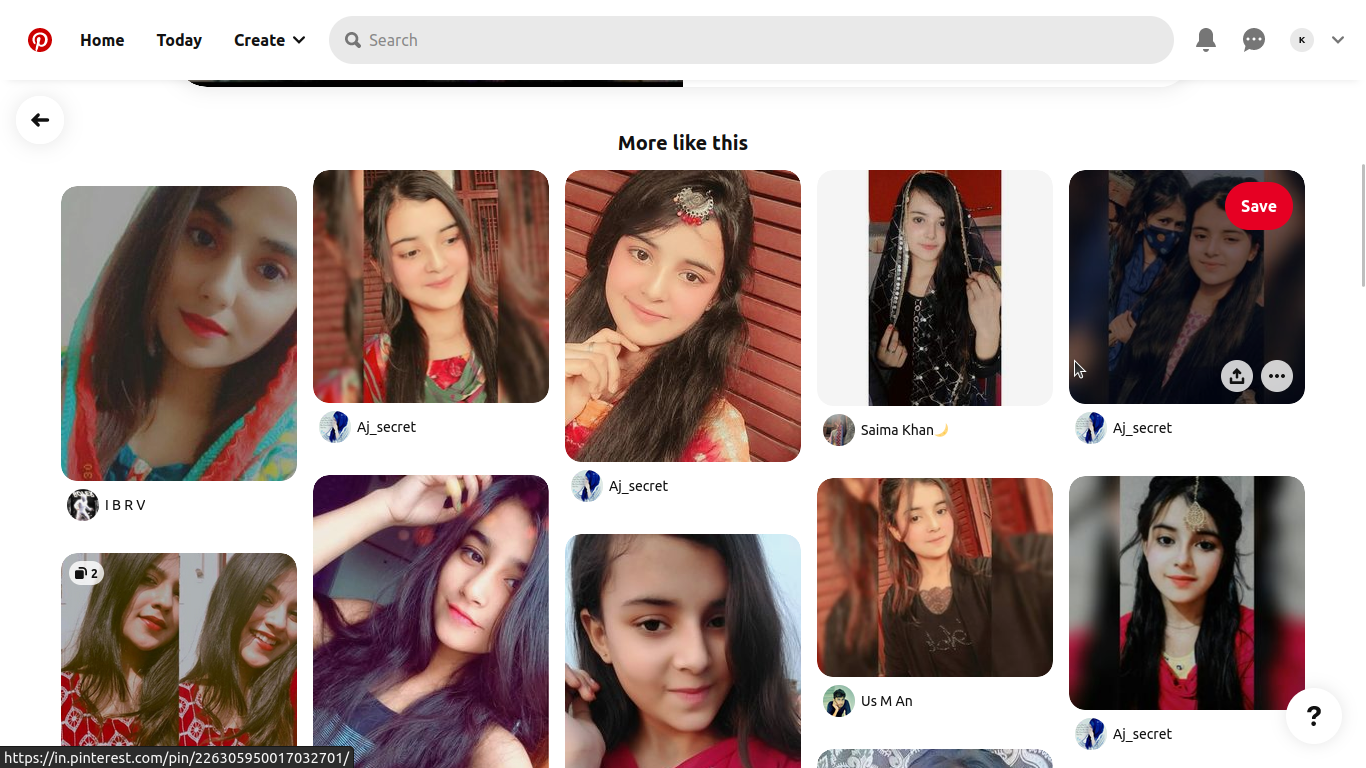 Home
Today
Create
Search
K
More like this
Save
30
I B R V
Aj_secret
Aj_secret
Saima Khan🌙
Aj_secret
2
Us M An
Aj_secret
?
https://in.pinterest.com/pin/226305950017032701/